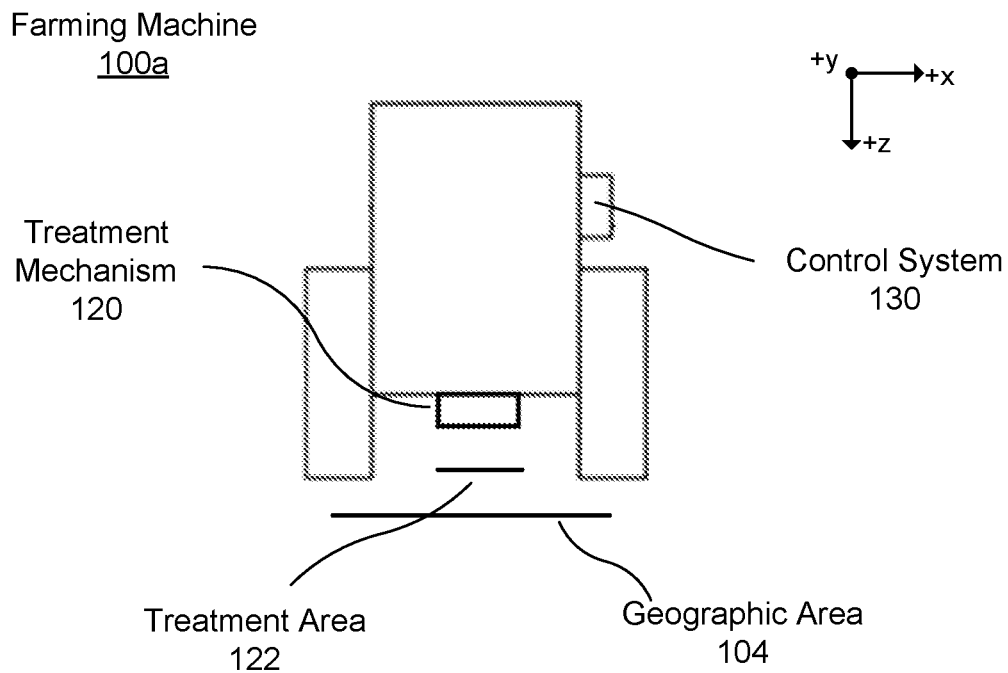 Farming Machine
100a
+y
+x
+z
Treatment
Mechanism
120
Control System
130
Treatment Area
122
Geographic Area
104